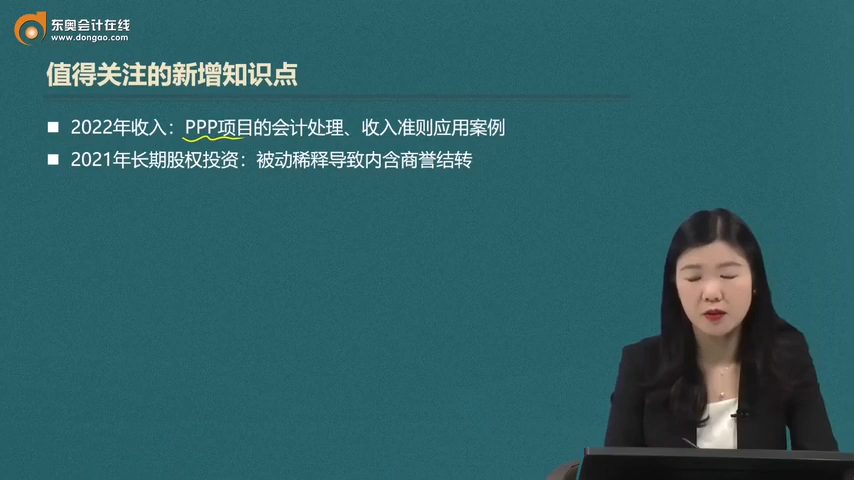 东奥会计在线
www.dongao.com
值得关注的新增知识点
■ 2022年收入：PPP项目的会计处理、收入准则应用案例
■ 2021年长期股权投资：被动稀释导致内含商誉结转